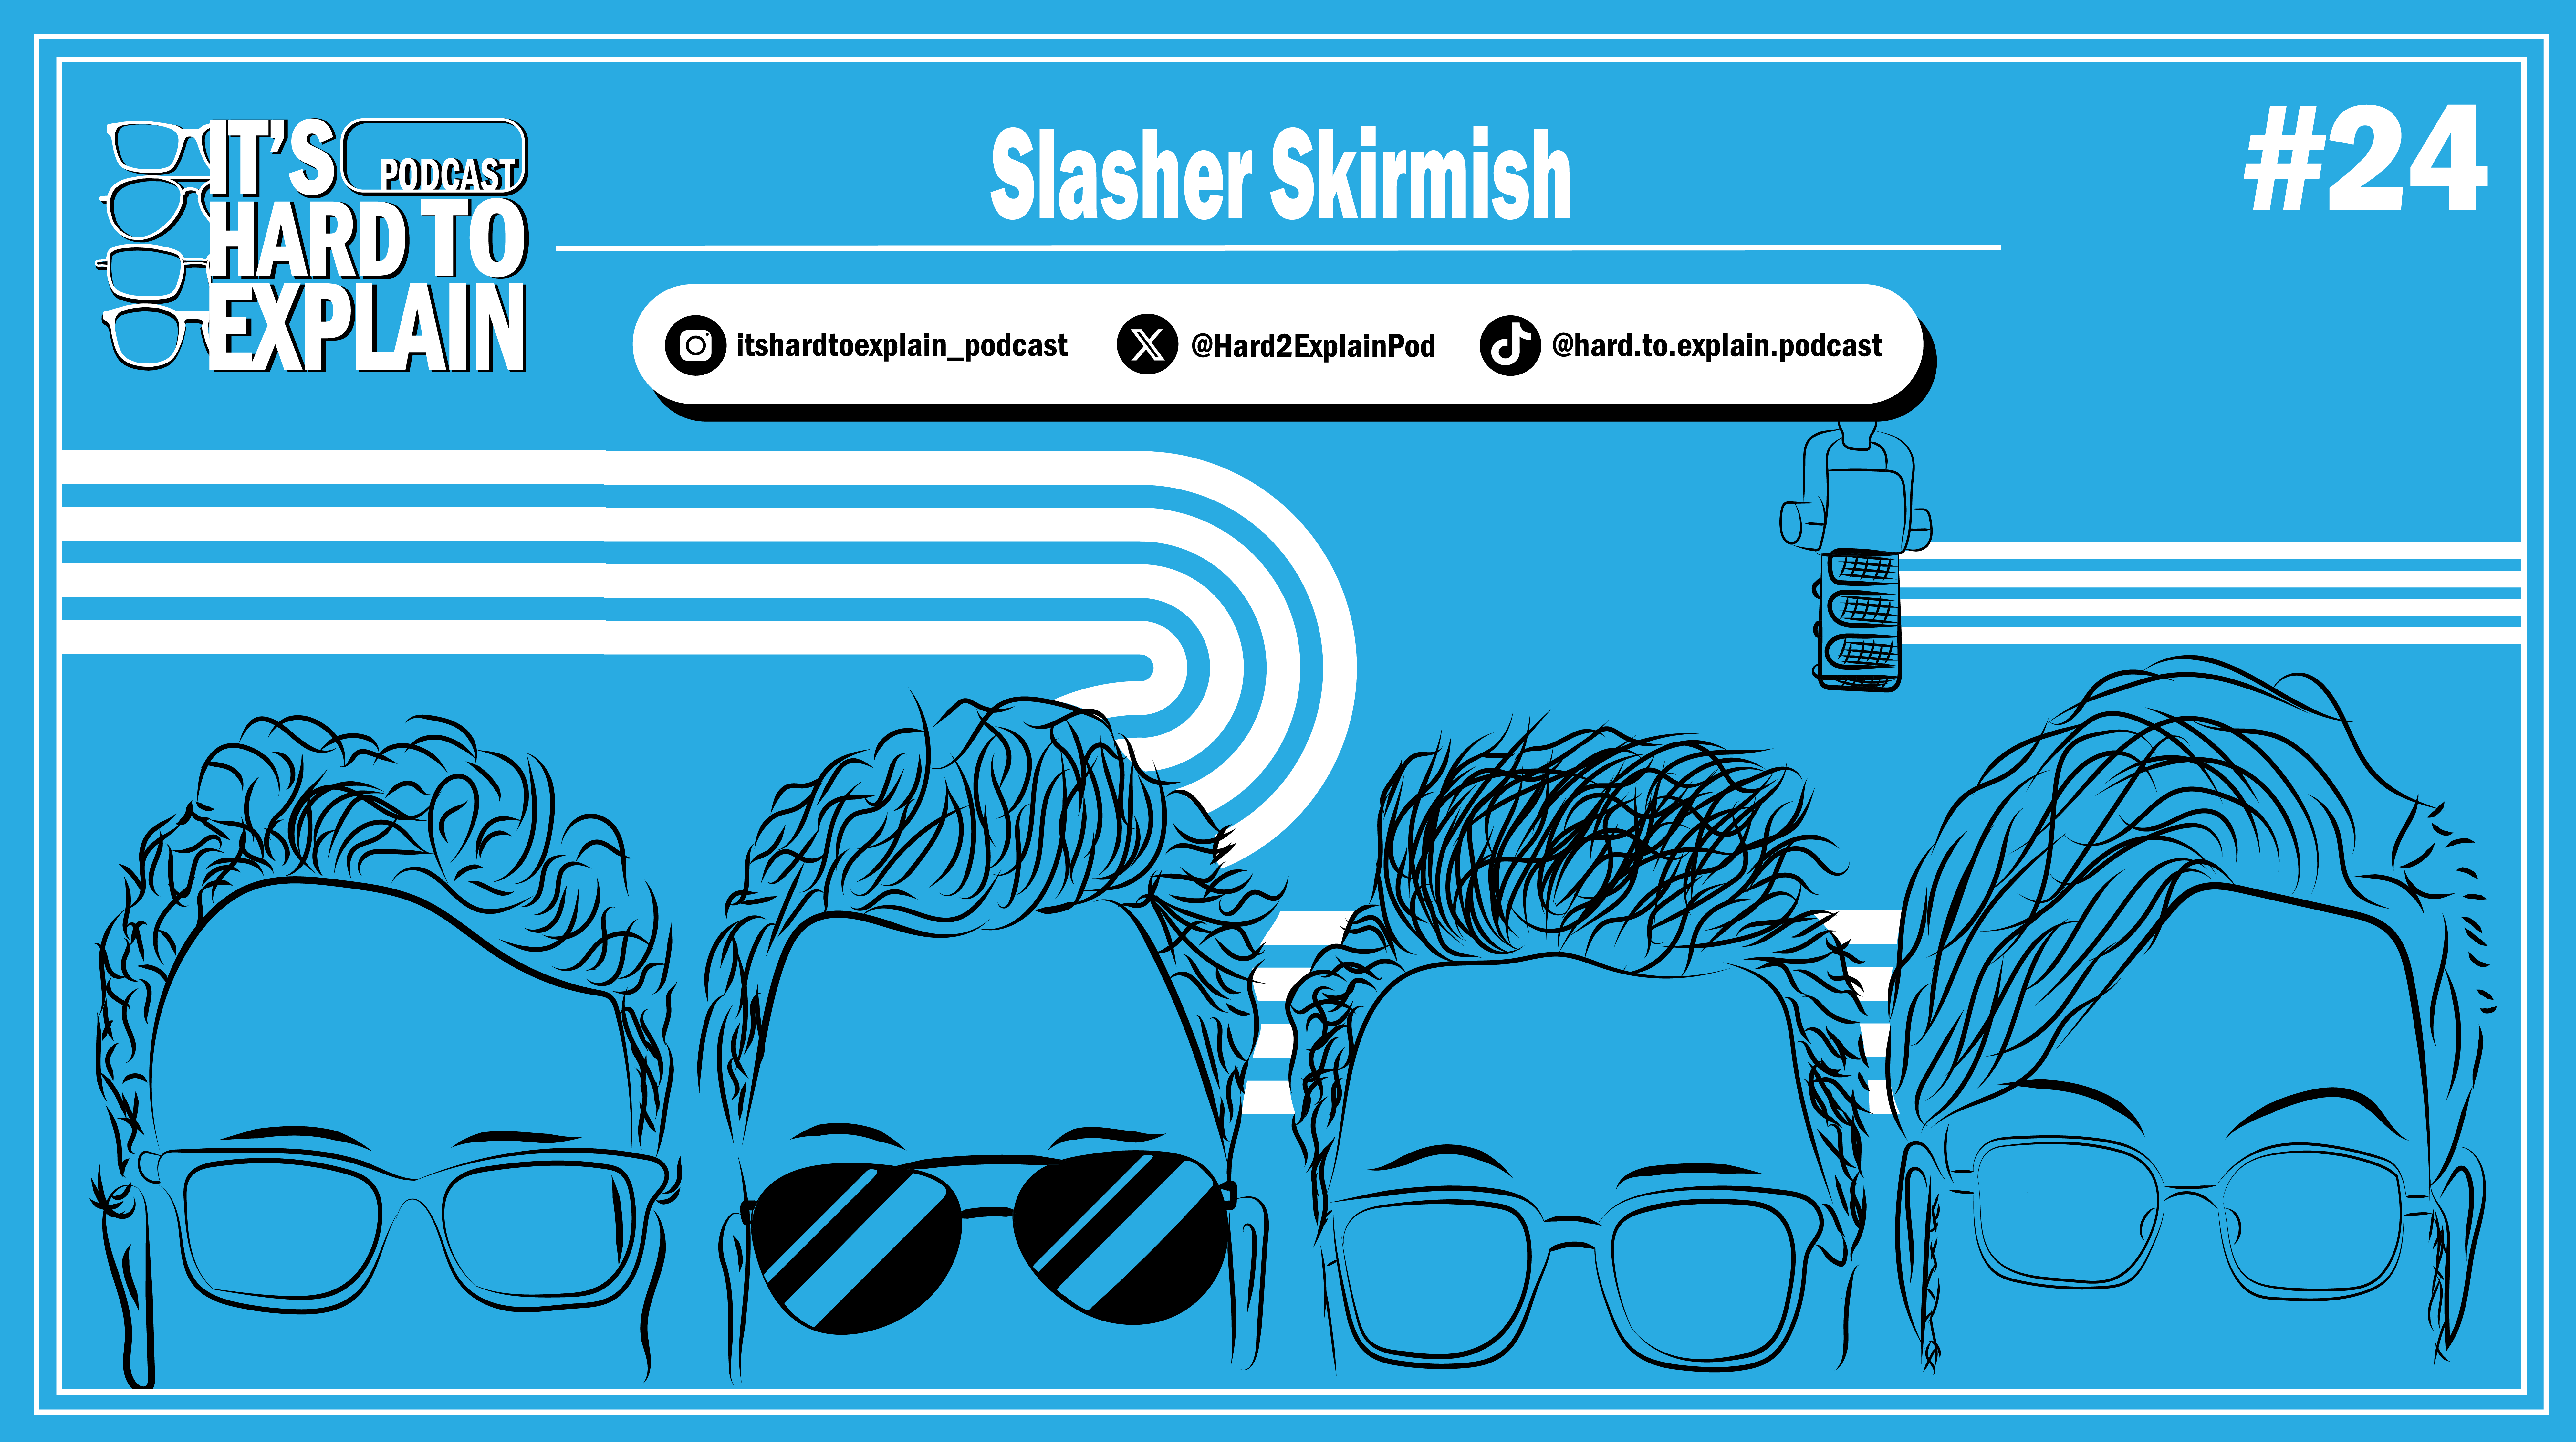 IT'S PODCAST
HARD TO
EXPLAIN
Slasher Skirmish
#24
itshardtoexplain_podcast
@Hard2ExplainPod
@hard.to.explain.podcast